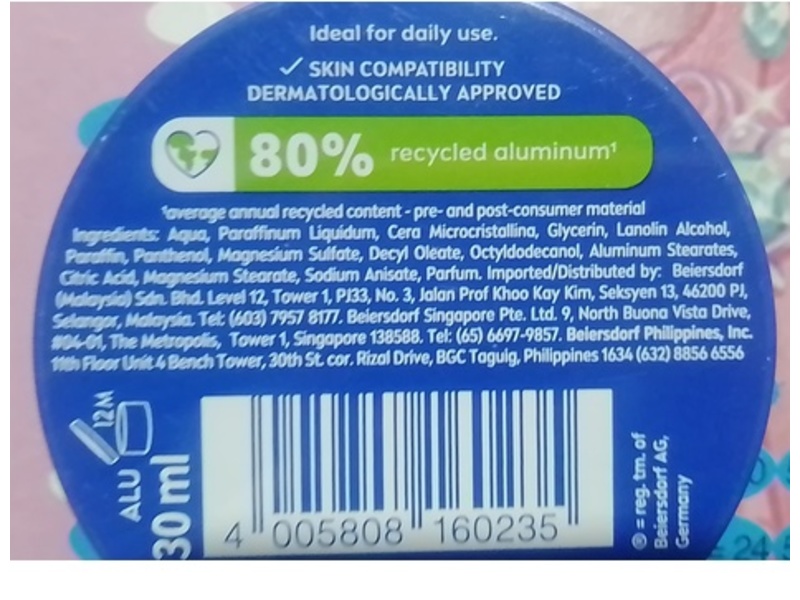 Ideal for daily use.
✓ SKIN COMPATIBILITY
DERMATOLOGICALLY APPROVED
80% recycled aluminum¹
¹average annual recycled content - pre- and post-consumer material
Ingredients: Aqua, Paraffinum Liquidum, Cera Microcristallina, Glycerin, Lanolin Alcohol,
Paraffin, Panthenol, Magnesium Sulfate, Decyl Oleate, Octyldodecanol, Aluminum Stearates,
Citric Acid, Magnesium Stearate, Sodium Anisate, Parfum. Imported/Distributed by: Beiersdorf
(Malaysia) Sdn. Bhd. Level 12, Tower 1, PJ33, No. 3, Jalan Prof Khoo Kay Kim, Seksyen 13, 46200 PJ,
Selangor, Malaysia. Tel: (603) 7957 8177. Beiersdorf Singapore Pte. Ltd. 9, North Buona Vista Drive,
#04-01, The Metropolis, Tower 1, Singapore 138588. Tel: (65) 6697-9857. Beiersdorf Philippines, Inc.
11th Floor Unit 4 Bench Tower, 30th St. cor. Rizal Drive, BGC Taguig, Philippines 1634 (632) 8856 6556
12M
ALU
30 ml
4 005808 160235
® = reg. tm. of
Beiersdorf AG,
Germany
= 24